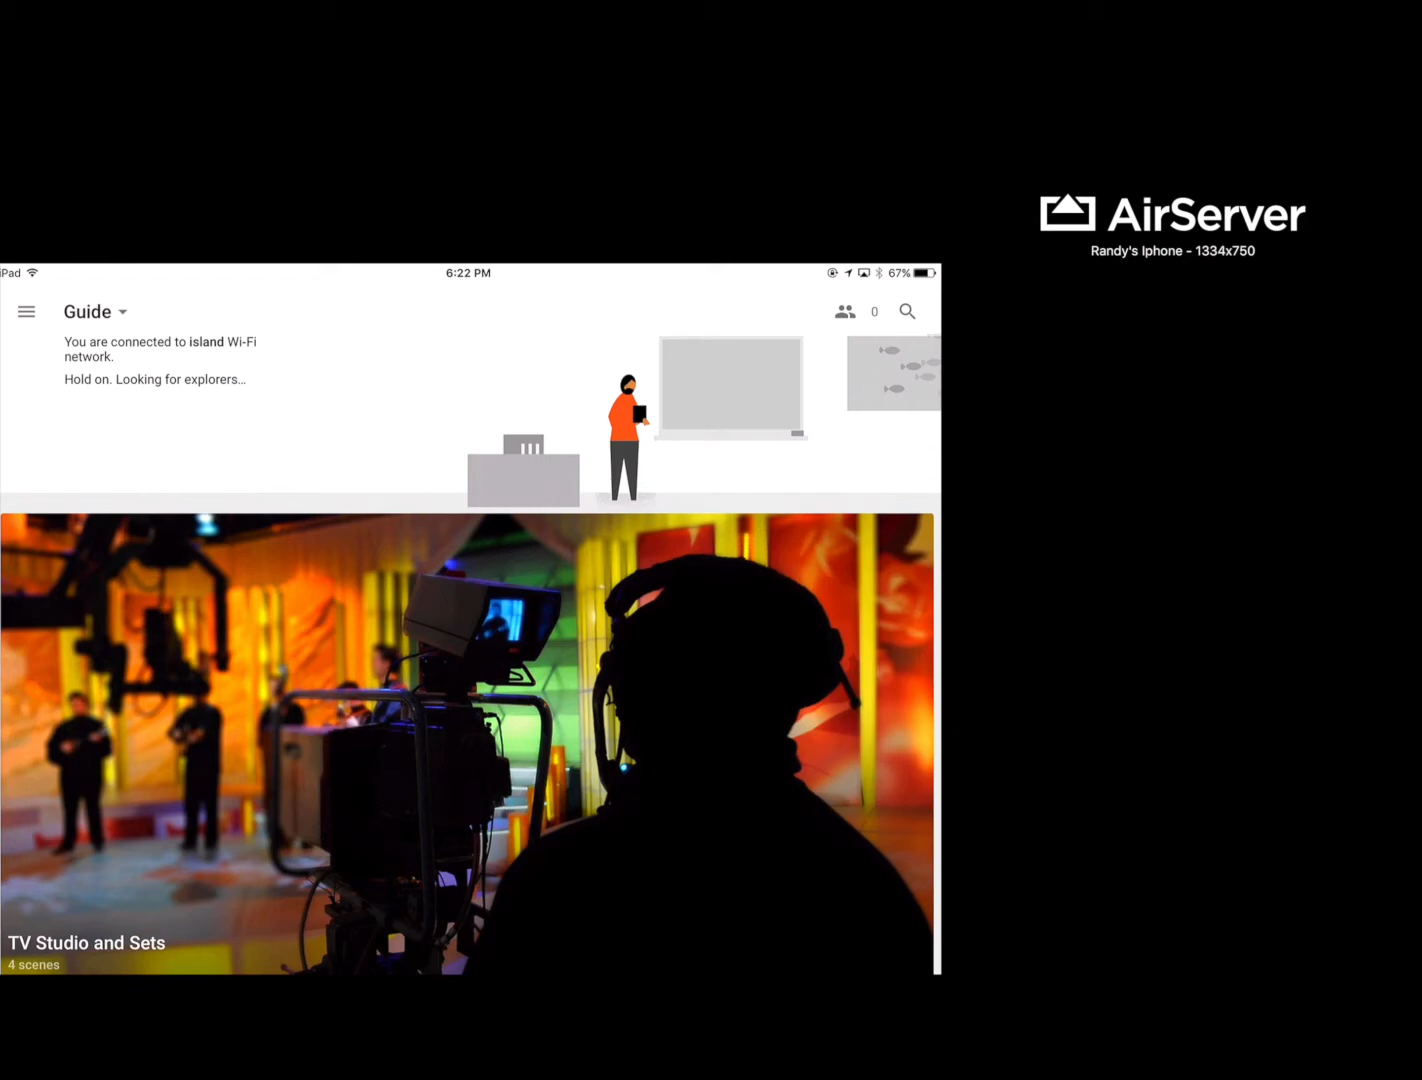 AirServer
Randy's Iphone - 1334x750
iPad
6:22 PM
67%
Guide
0
You are connected to island Wi-Fi
network.
Hold on. Looking for explorers...
TV Studio and Sets
4 scenes